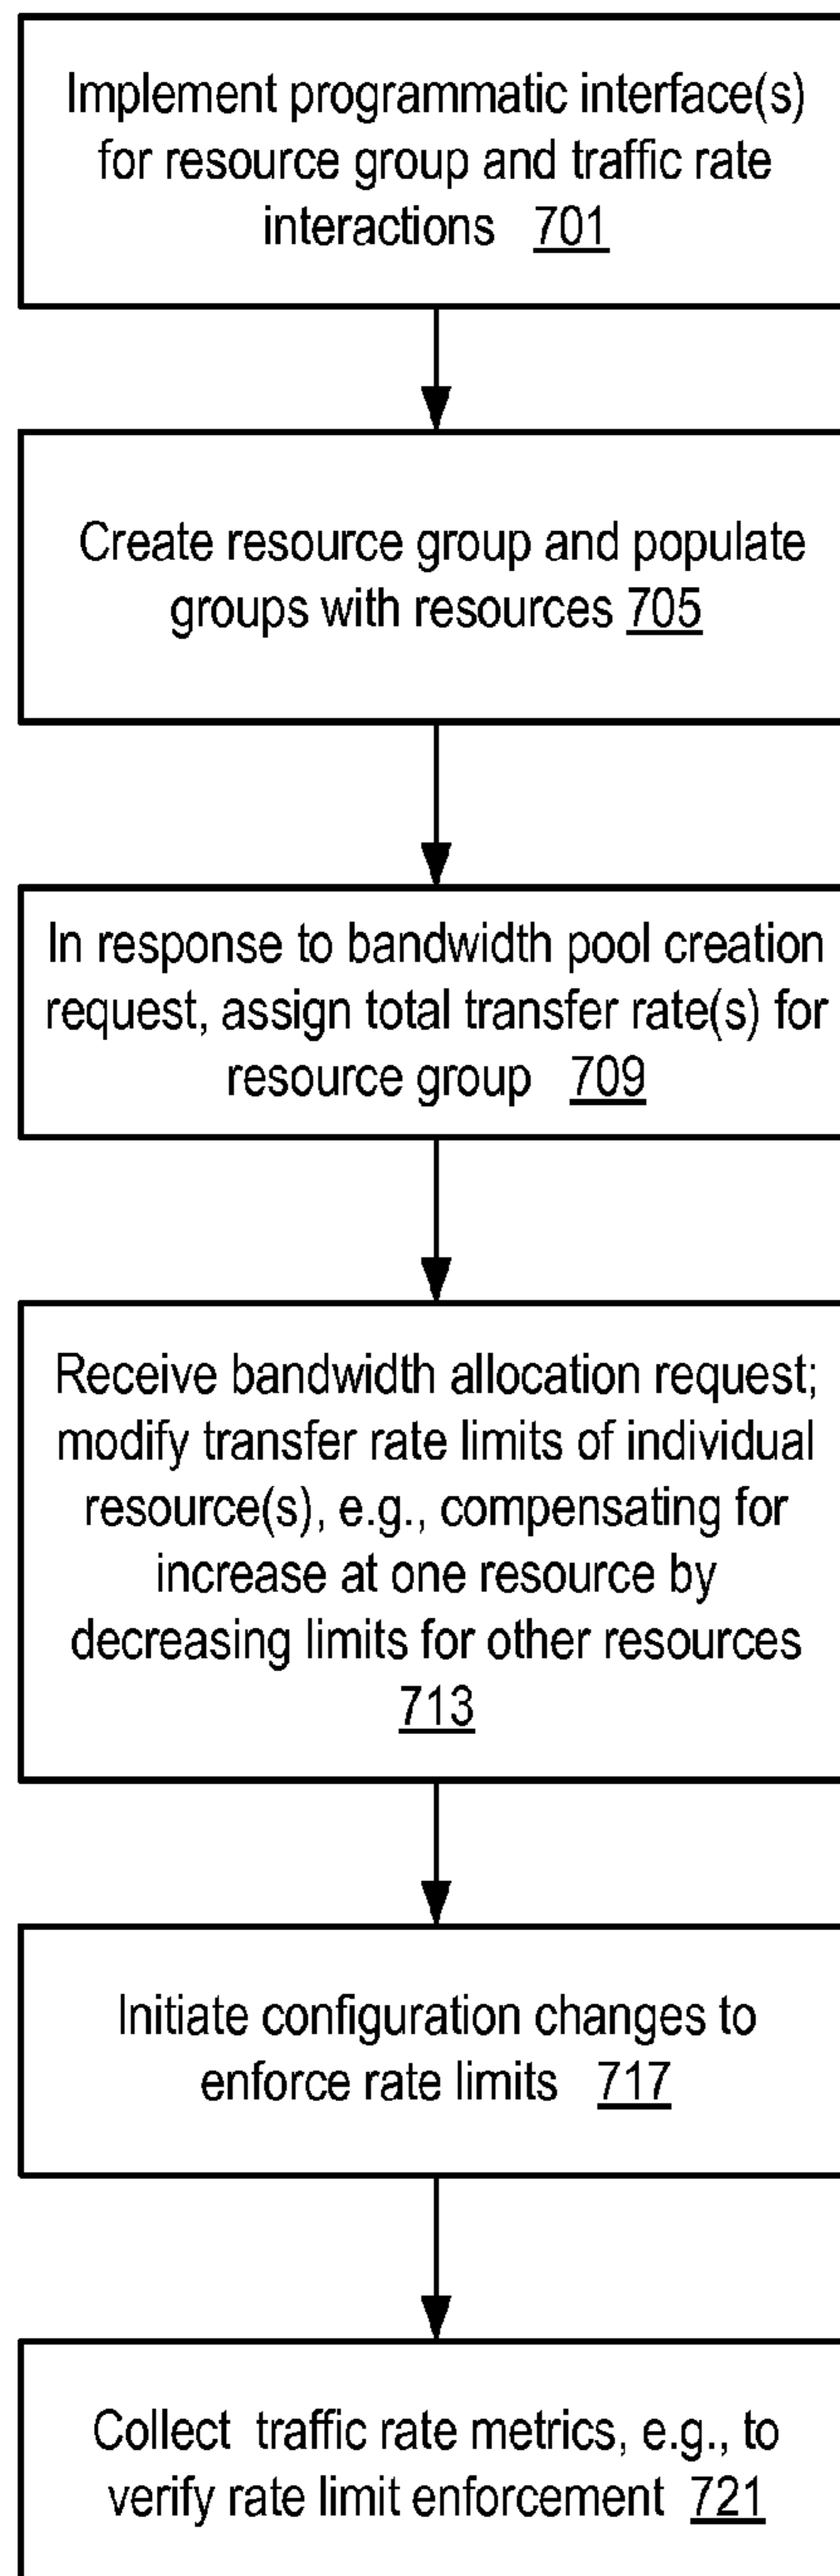 Implement programmatic interface(s)
for resource group and traffic rate
interactions 701
Create resource group and populate
groups with resources 705
In response to bandwidth pool creation
request, assign total transfer rate(s) for
resource group 709
Receive bandwidth allocation request;
modify transfer rate limits of individual
resource(s), e.g., compensating for
increase at one resource by
decreasing limits for other resources
713
Initiate configuration changes to
enforce rate limits 717
Collect traffic rate metrics, e.g., to
verify rate limit enforcement 721